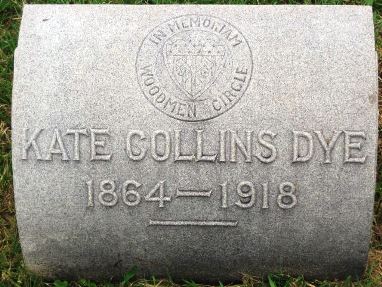 IN MEMORIAM
WOODMEN CIRCLE
KATE COLLINS DYE
1864—1918